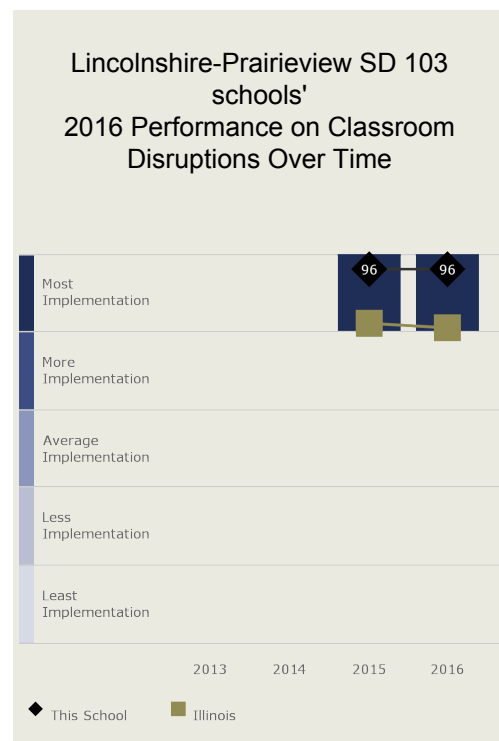 Lincolnshire-Prairieview SD 103
schools'
2016 Performance on Classroom
Disruptions Over Time
Most
Implementation
96 96
More
Implementation
Average
Implementation
Less
Implementation
Least
Implementation
2013 2014 2015 2016
This School Illinois